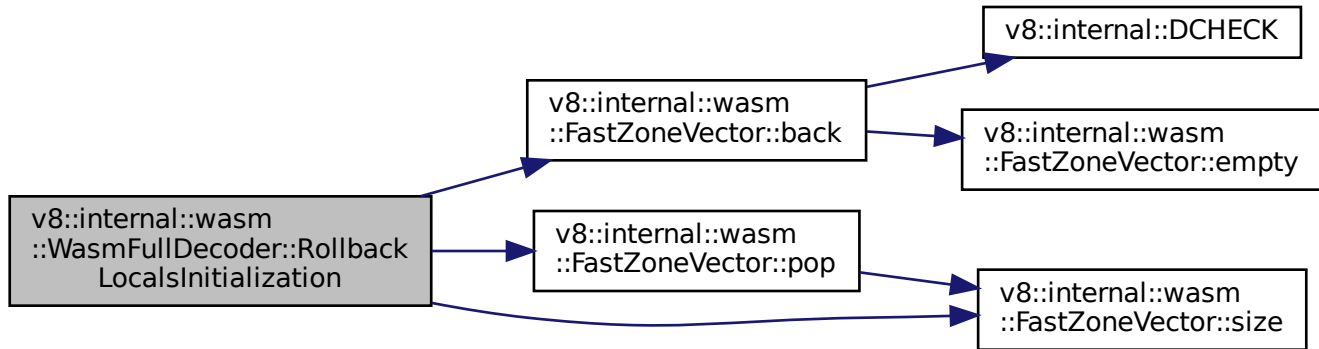 v8::internal::DCHECK
v8::internal::wasm
::FastZoneVector::back
v8::internal::wasm
::FastZoneVector::empty
v8::internal::wasm
::WasmFullDecoder::Rollback
LocalsInitialization
v8::internal::wasm
::FastZoneVector::pop
v8::internal::wasm
::FastZoneVector::size